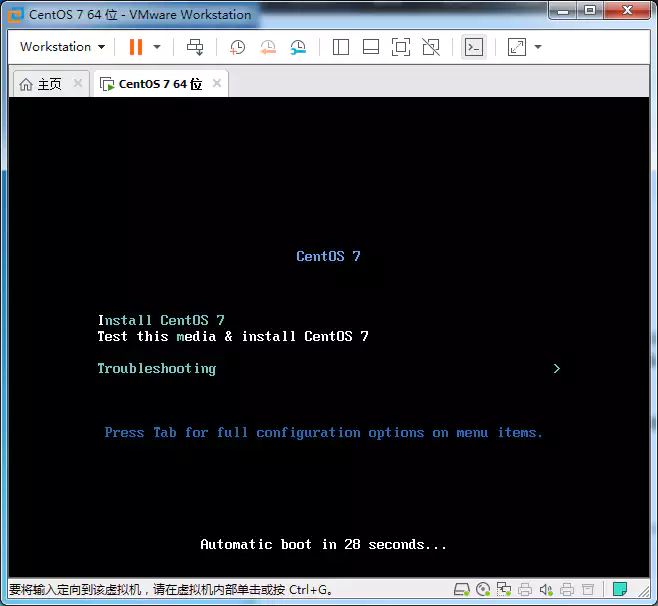 CentOS 7 64 位 - VMware Workstation
Workstation
主页
CentOS 7 64 位
CentOS 7
Install CentOS 7
Test this media & install CentOS 7
Troubleshooting >
Press Tab for full configuration options on menu items.
Automatic boot in 28 seconds...
要将输入定向到该虚拟机，请在虚拟机内部单击或按 Ctrl+G。